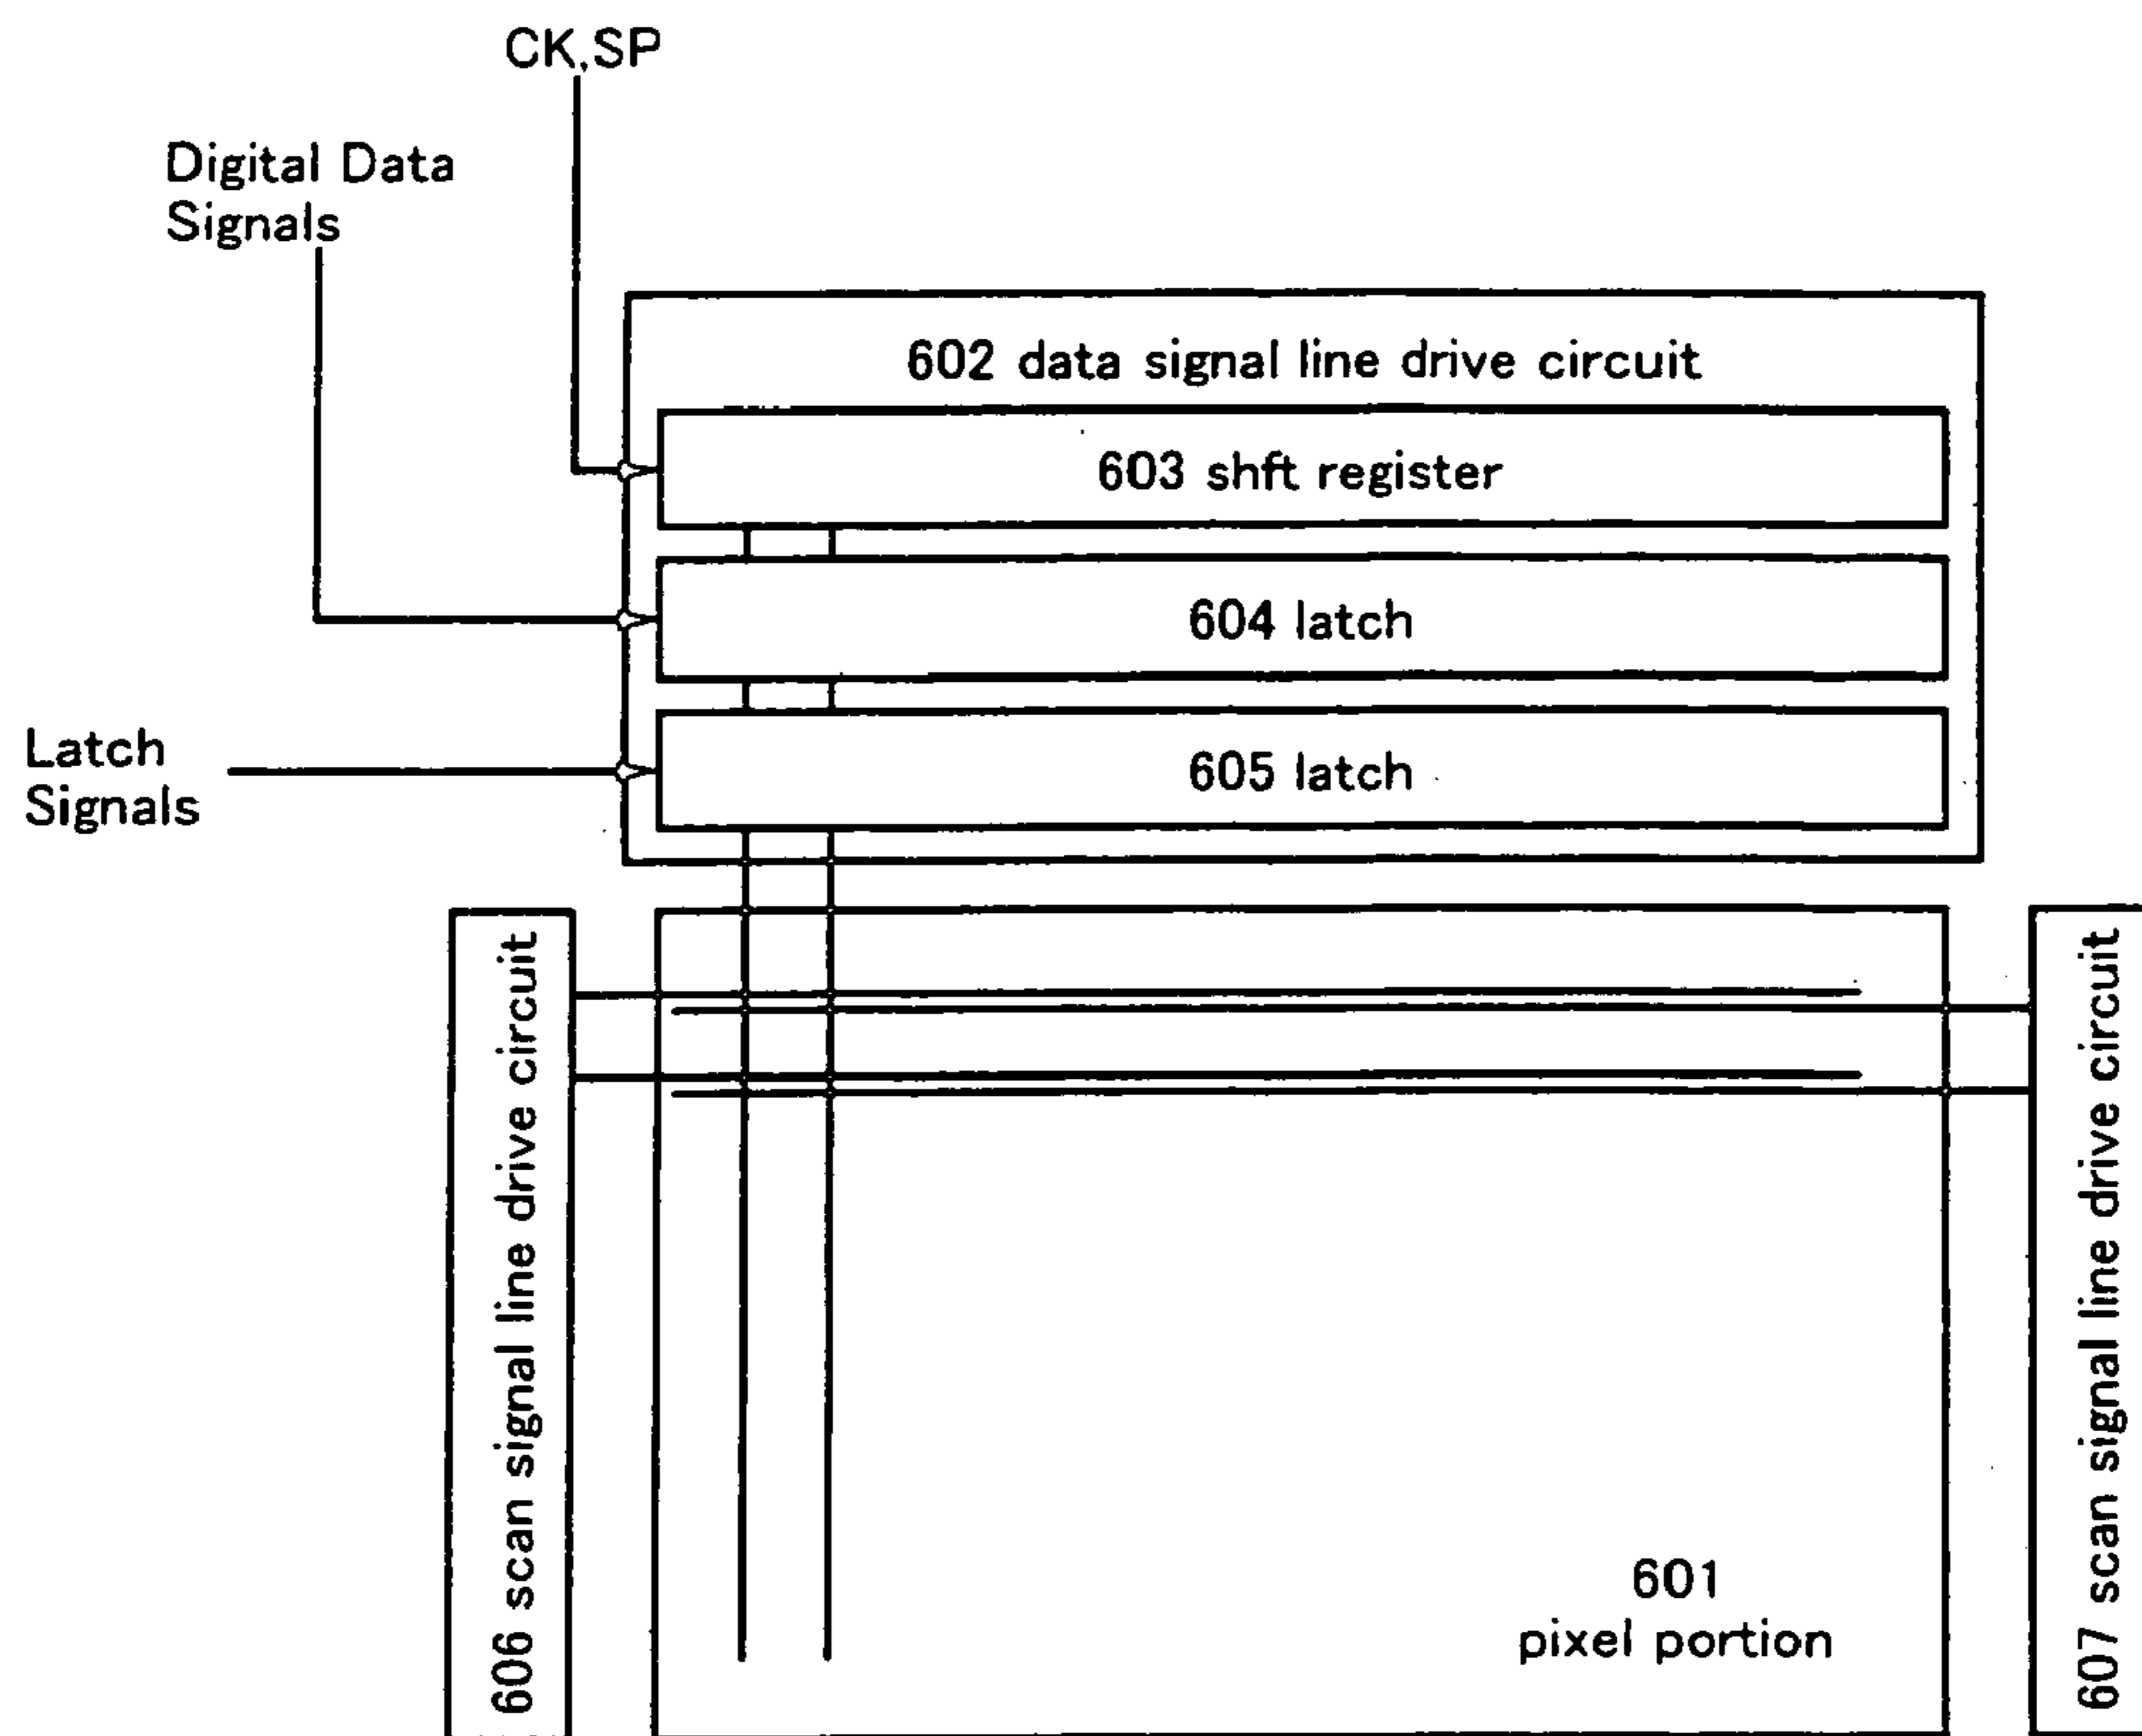 CK,SP
Digital Data
Signals
602 data signal line drive circuit
603 shft register
604 latch
Latch
Signals
605 latch
606 scan signal line drive circuit
607 scan signal line drive circuit
601
pixel portion